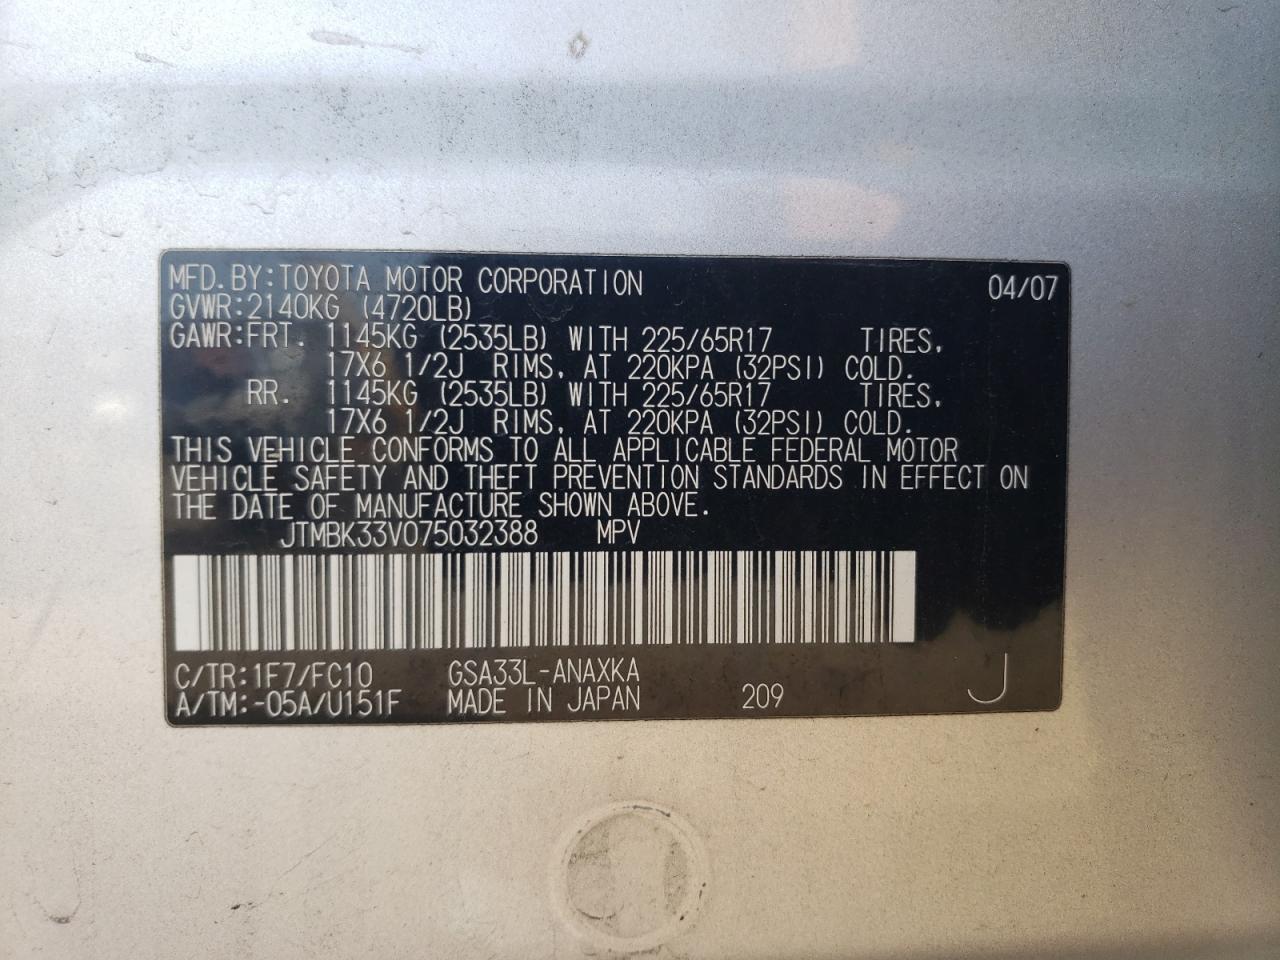 MFD.BY:TOYOTA MOTOR CORPORATION 04/07
GVWR:2140KG (4720LB)
GAWR:FRT. 1145KG (2535LB) WITH 225/65R17 TIRES,
17X6 1/2J RIMS, AT 220KPA (32PSI) COLD.
RR. 1145KG (2535LB) WITH 225/65R17 TIRES,
17X6 1/2J RIMS, AT 220KPA (32PSI) COLD.
THIS VEHICLE CONFORMS TO ALL APPLICABLE FEDERAL MOTOR
VEHICLE SAFETY AND THEFT PREVENTION STANDARDS IN EFFECT ON
THE DATE OF MANUFACTURE SHOWN ABOVE.
JTMBK33V075032388 MPV
C/TR:1F7/FC10 GSA33L-ANAXKA
A/TM:-05A/U151F MADE IN JAPAN 209 J